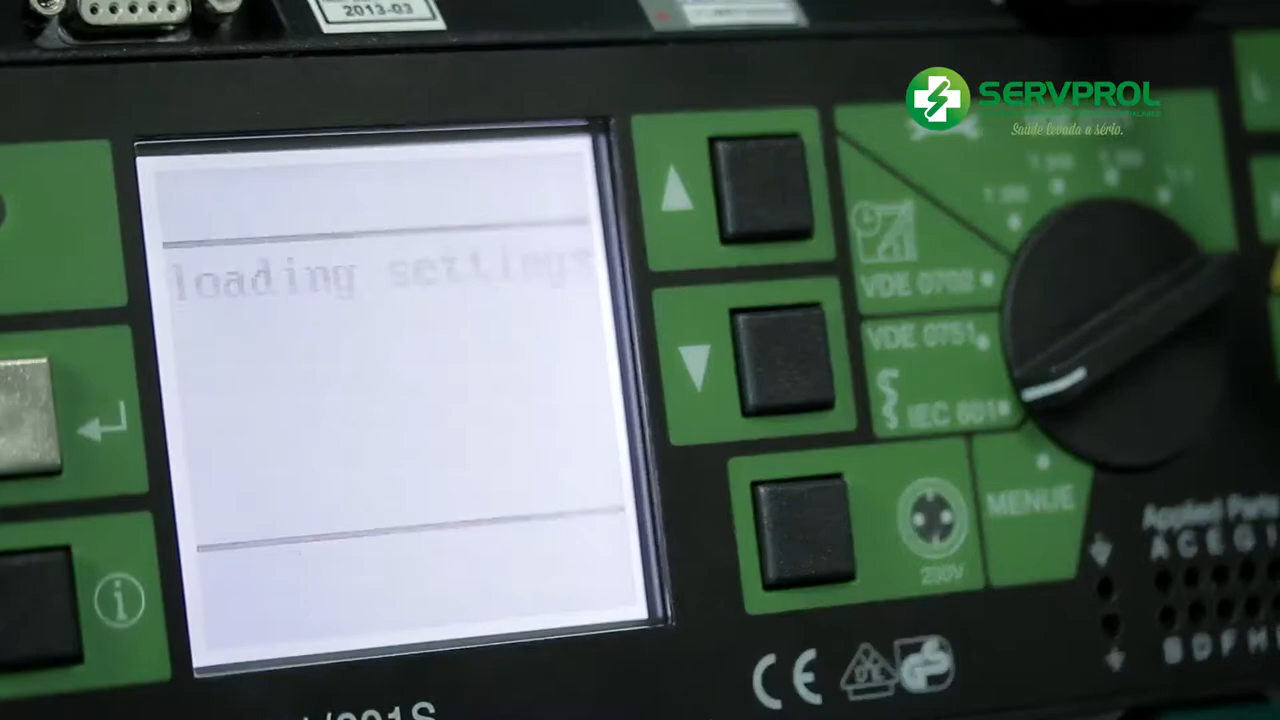 2013-03
SERVPROL
Saúde levada a sério.
loading settings
VDE 0702
VDE 0751
IEC 601
MENUE
230V
Applied Parts
A C E G I
B D F H
CE